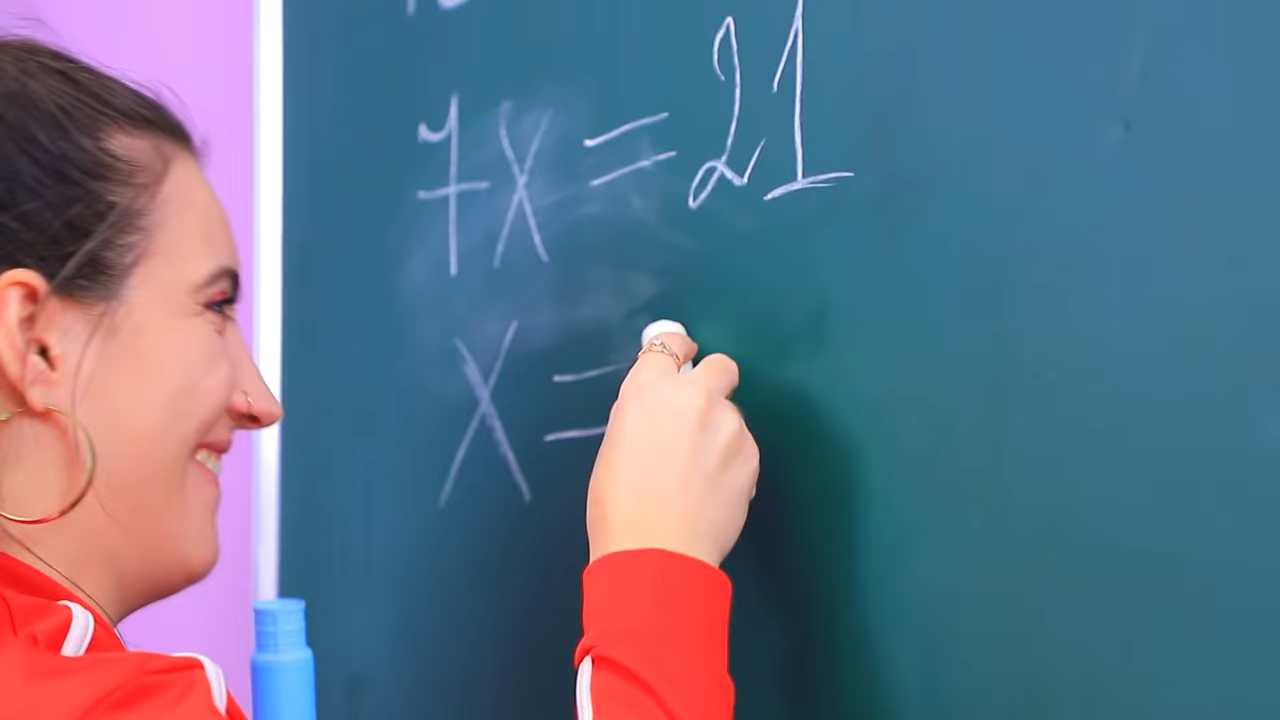 7x = 21
x =